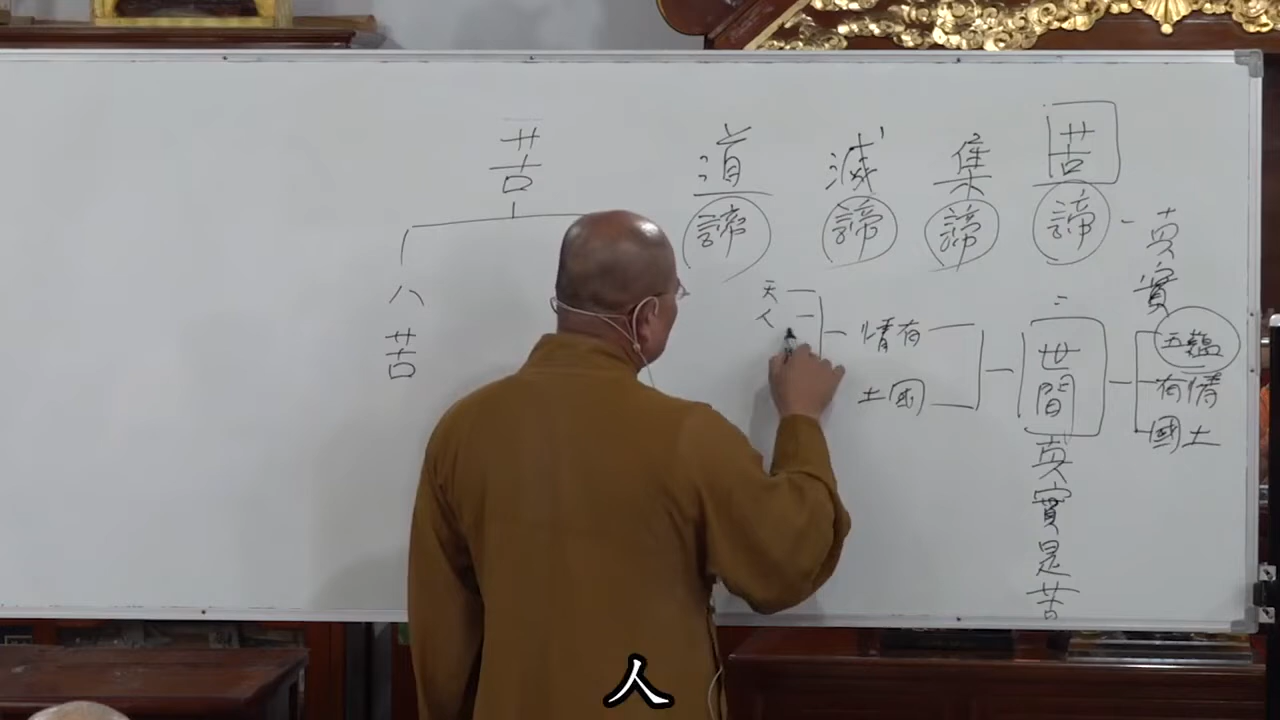 苦諦 - 真實
集諦
滅諦
道諦
苦
八苦
二
世間
真實是苦
五蘊
有情
國土
有情
國土
天
人
人